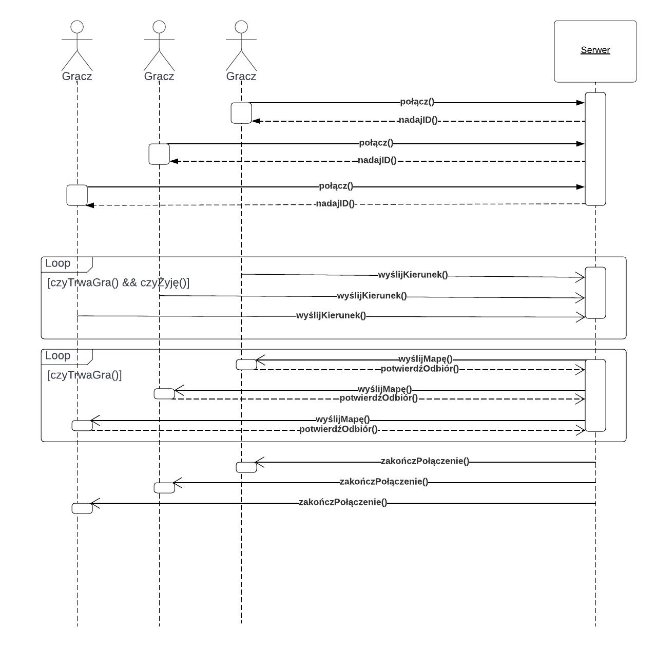 Serwer
Gracz Gracz Gracz
połącz()
nadajID()
połącz()
nadajID()
połącz()
nadajID()
Loop
[czyTrwaGra() && czyŻyję()]
wyślijKierunek()
wyślijKierunek()
wyślijKierunek()
Loop
[czyTrwaGra()]
wyślijMapę()
potwierdźOdbiór()
wyślijMapę()
potwierdźOdbiór()
wyślijMapę()
potwierdźOdbiór()
zakończPołączenie()
zakończPołączenie()
zakończPołączenie()